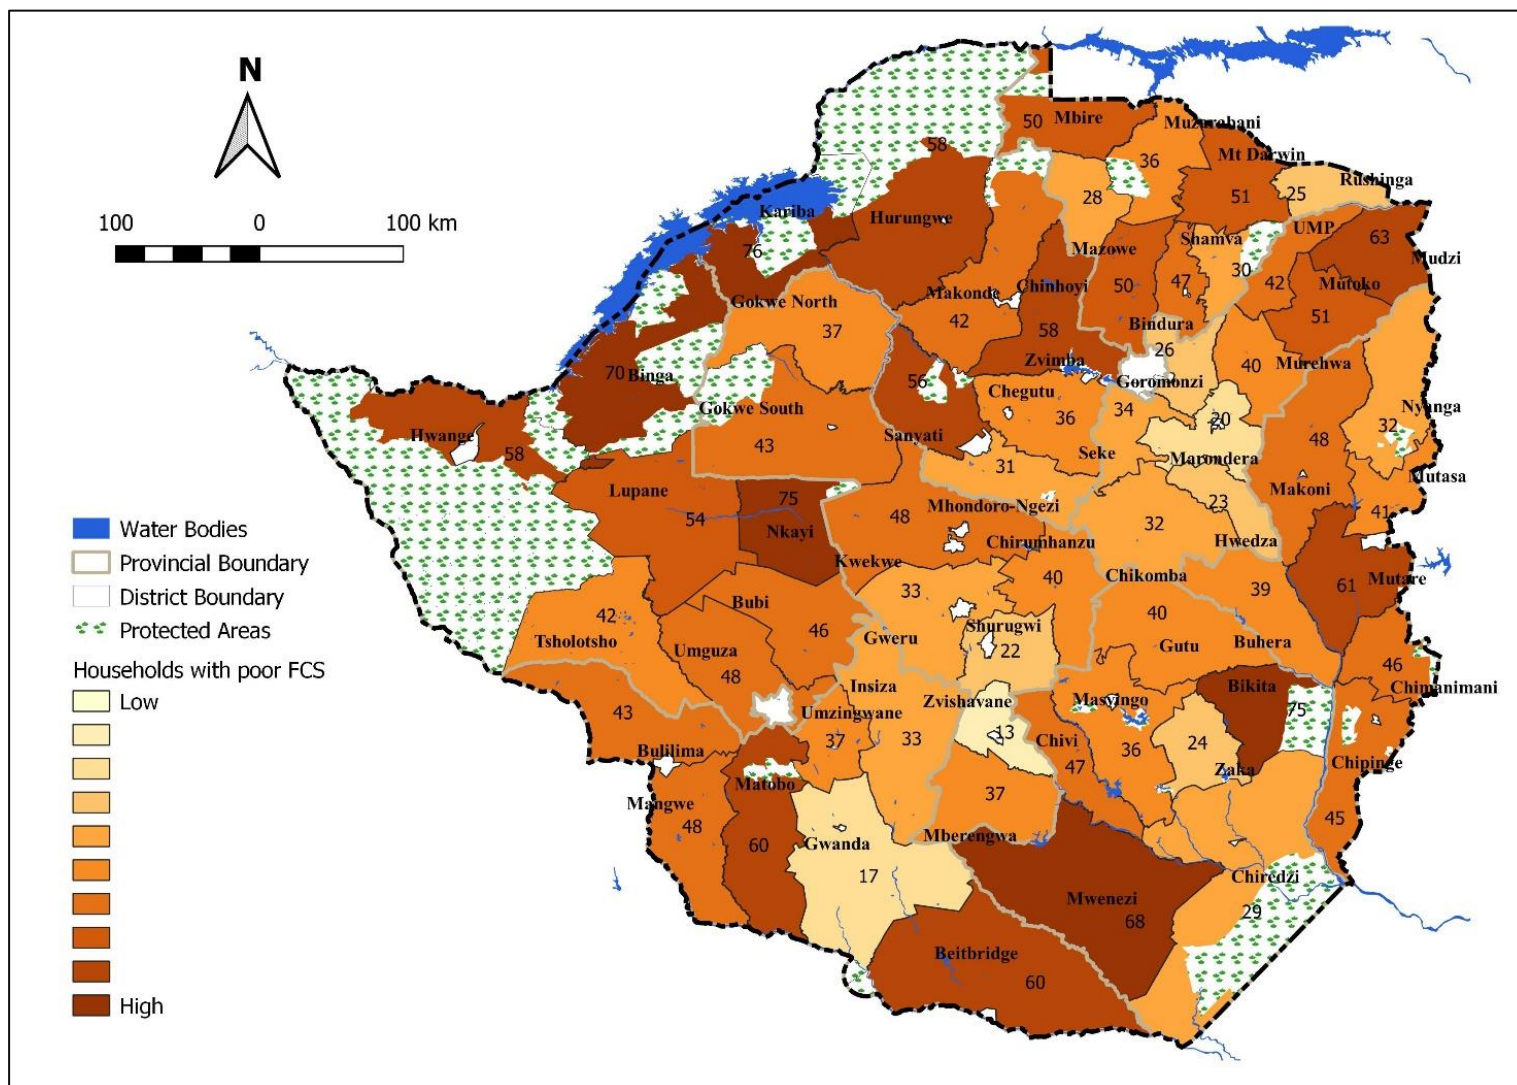 N
100 0 100 km
Water Bodies
Provincial Boundary
District Boundary
Protected Areas
Households with poor FCS
Low
High
50 Mbire
Muzarabani
58
36
Mt Darwin
Rushinga
Kariba
Hurungwe
28
51
25
76
Mazowe
Shamva
UMP
63
Mudzi
Gokwe North
Makonde
Chinhoyi
50
47
30
42
Mutoko
37
42
58
Bindura
51
70 Binga
56
Zvimba
26
40
Murehwa
Chegutu
Goromonzi
Gokwe South
36
34
20
Nyanga
32
Hwange
58
43
Sanyati
31
Seke
Marondera
48
Lupane
75
23
Makoni
Mutasa
54
Nkayi
48
Mhondoro-Ngezi
32
41
Kwekwe
Chirumhanzu
Hwedza
42
Bubi
33
40
Chikomba
39
61
Mutare
Tsholotsho
Umguza
46
Gweru
Shurugwi
40
Buhera
48
22
Gutu
46
43
Insiza
Zvishavane
Masvingo
Bikita
Chimanimani
Bulilima
Umzingwane
37
33
13
Chivi
36
24
75
Matobo
47
Zaka
Chipinge
Mangwe
48
60
37
45
Gwanda
Mberengwa
17
Mwenezi
Chiredzi
68
29
Beitbridge
60